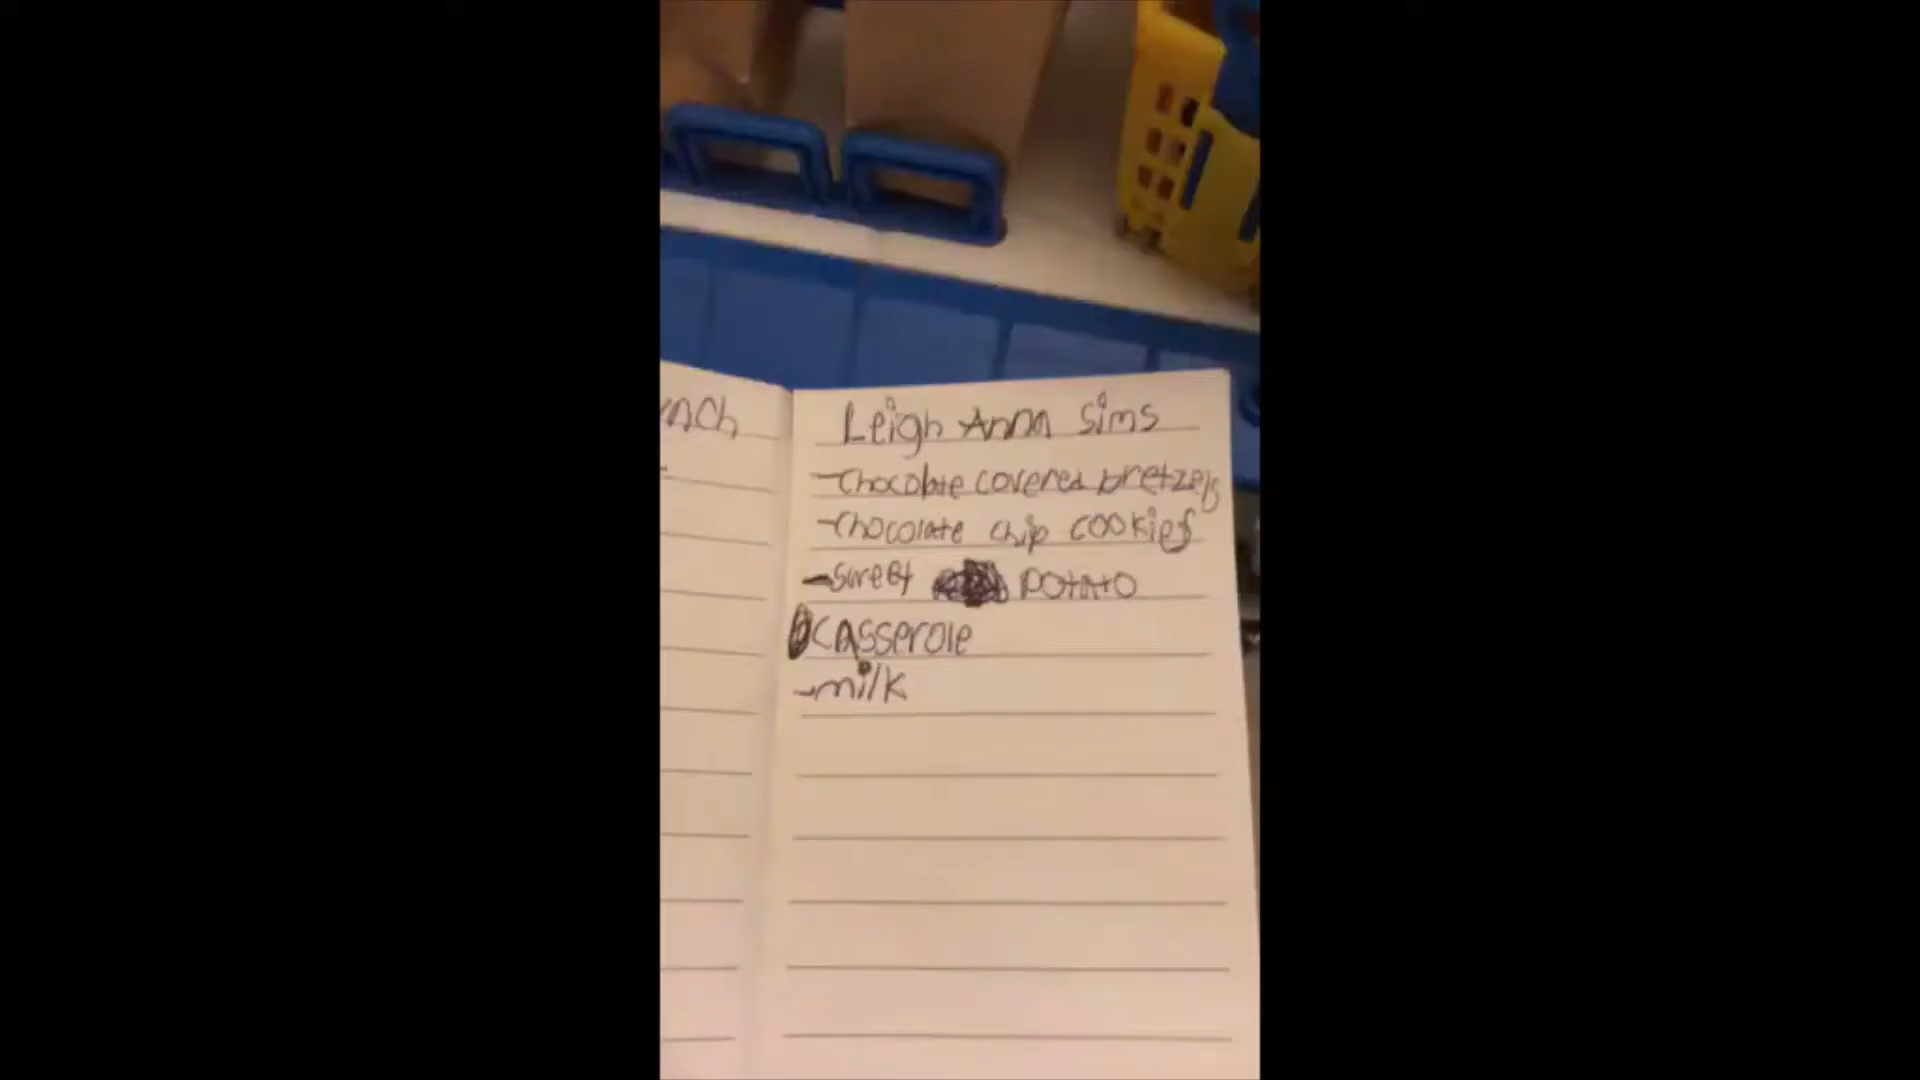 nch
Leigh Anna Sims
-Chocolate covered pretzels
-Chocolate chip cookies
-sweet potato
casserole
-milk